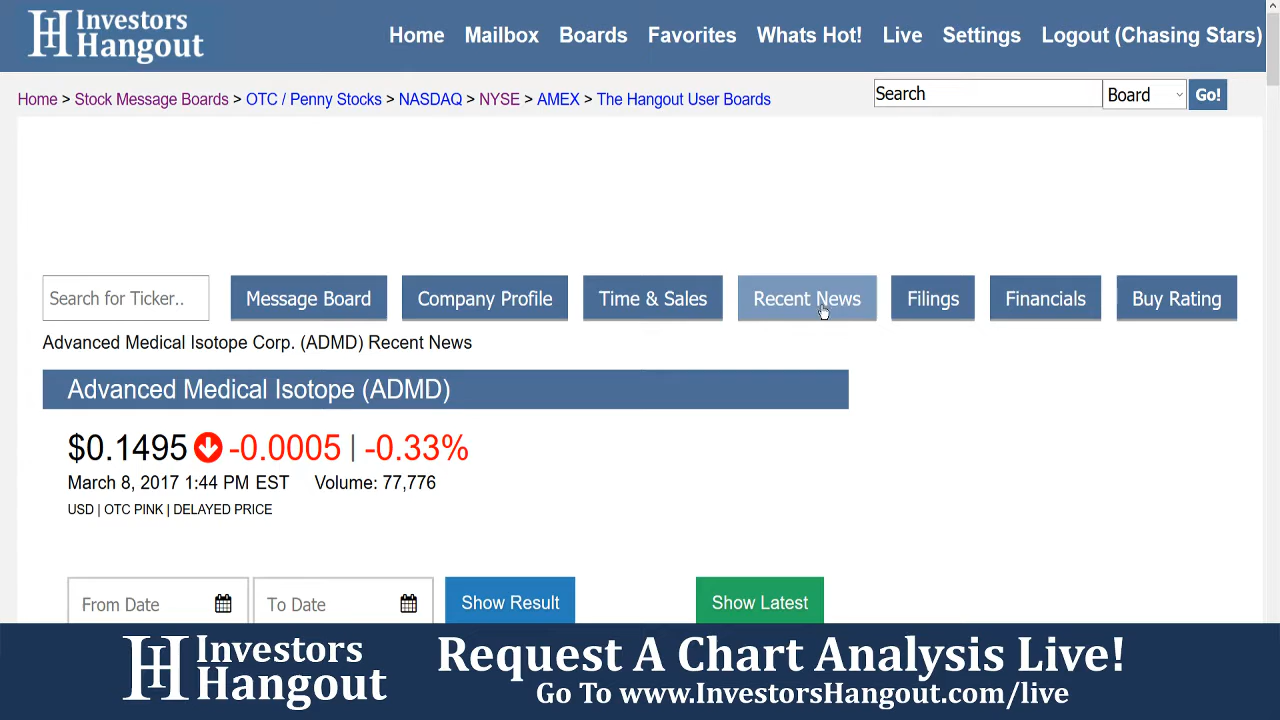 Investors Hangout
Home Mailbox Boards Favorites Whats Hot! Live Settings Logout (Chasing Stars)
Home > Stock Message Boards > OTC / Penny Stocks > NASDAQ > NYSE > AMEX > The Hangout User Boards
Search Board Go!
Search for Ticker.. Message Board Company Profile Time & Sales Recent News Filings Financials Buy Rating
Advanced Medical Isotope Corp. (ADMD) Recent News
Advanced Medical Isotope (ADMD)
$0.1495 -0.0005 | -0.33%
March 8, 2017 1:44 PM EST Volume: 77,776
USD | OTC PINK | DELAYED PRICE
From Date To Date Show Result Show Latest
Investors Hangout
Request A Chart Analysis Live!
Go To www.InvestorsHangout.com/live